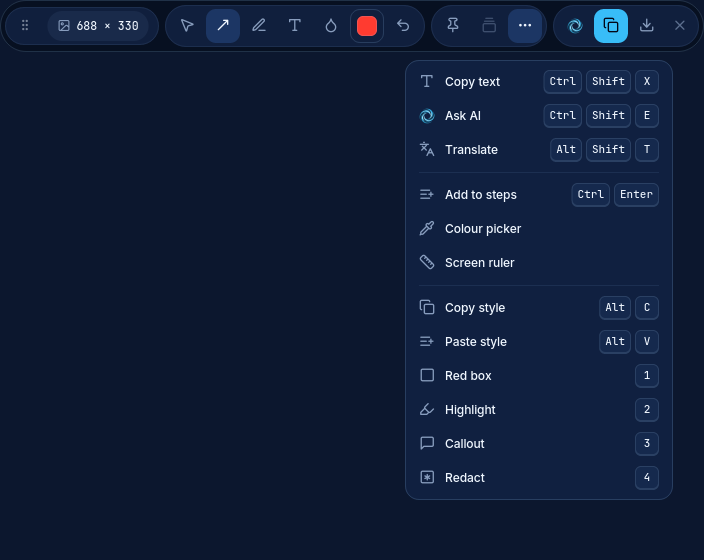 688 × 330
Copy text Ctrl Shift X
Ask AI Ctrl Shift E
Translate Alt Shift T
Add to steps Ctrl Enter
Colour picker
Screen ruler
Copy style Alt C
Paste style Alt V
Red box 1
Highlight 2
Callout 3
Redact 4